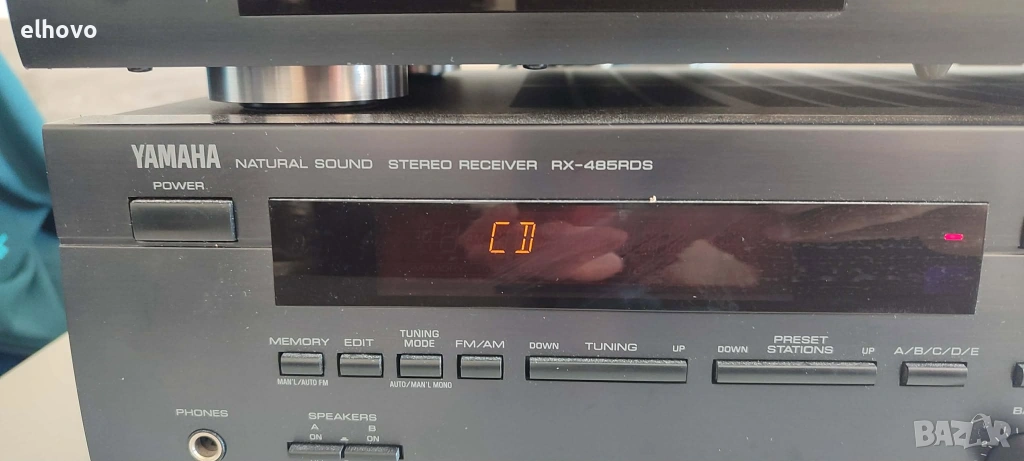 elhovo
YAMAHA NATURAL SOUND STEREO RECEIVER RX-485RDS
POWER
CD
MEMORY EDIT TUNING MODE FM/AM DOWN TUNING UP DOWN PRESET STATIONS UP A/B/C/D/E
MAN'L/AUTO FM AUTO/MAN'L MONO
PHONES SPEAKERS
A B
ON ON
BAZAR